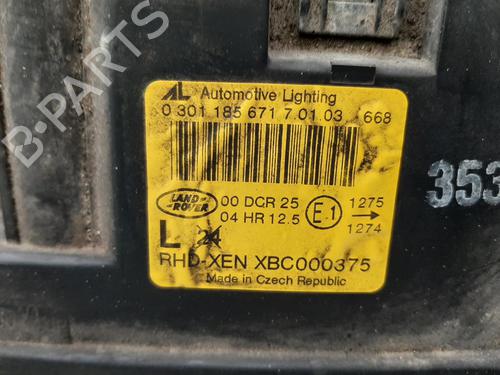 B-PARTS
AL Automotive Lighting
0 301 185 671 7.01.03 668
LAND ROVER
00 DCR 25
04 HR 12.5
E1
1275
1274
L 24
RHD-XEN XBC000375
Made in Czech Republic
353